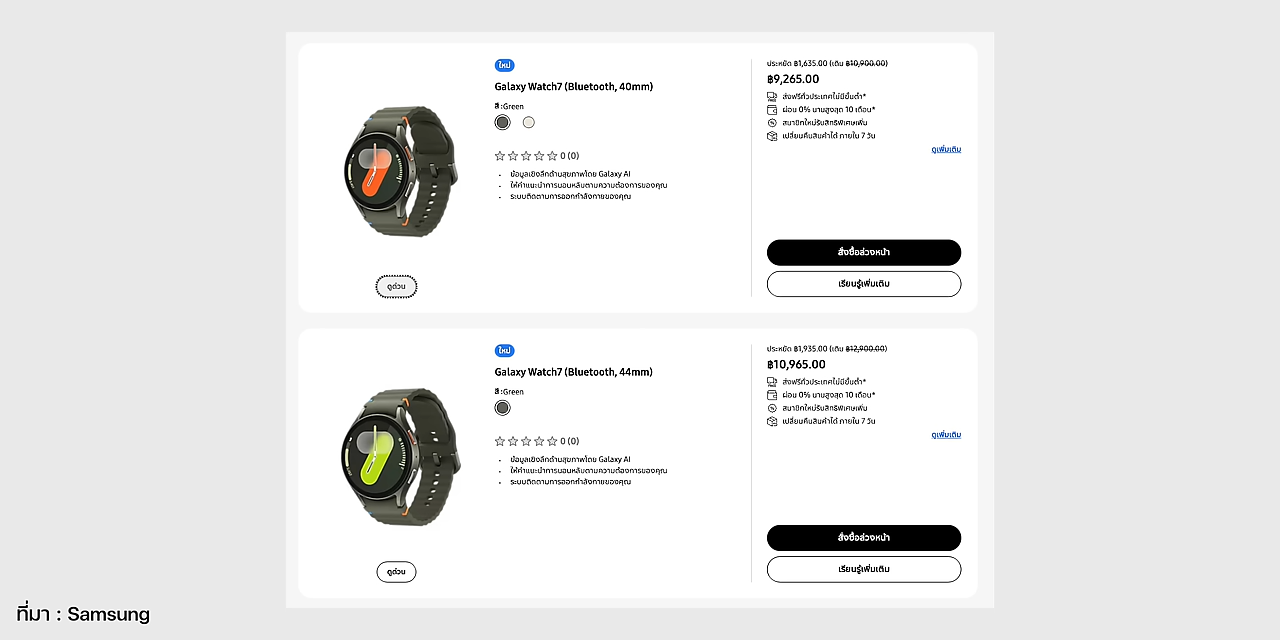 ใหม่
Galaxy Watch7 (Bluetooth, 40mm)
สี :Green
0 (0)
ข้อมูลเชิงลึกด้านสุขภาพโดย Galaxy AI
ให้คำแนะนำการนอนหลับตามความต้องการของคุณ
ระบบติดตามการออกกำลังกายของคุณ
ดูด่วน
ประหยัด ฿1,635.00 (เดิม ฿10,900.00)
฿9,265.00
ส่งฟรีทั่วประเทศไม่มีขั้นต่ำ*
ผ่อน 0% นานสูงสุด 10 เดือน*
สมาชิกใหม่รับสิทธิพิเศษเพิ่ม
เปลี่ยนคืนสินค้าได้ ภายใน 7 วัน
ดูเพิ่มเติม
สั่งซื้อล่วงหน้า
เรียนรู้เพิ่มเติม
ใหม่
Galaxy Watch7 (Bluetooth, 44mm)
สี :Green
0 (0)
ข้อมูลเชิงลึกด้านสุขภาพโดย Galaxy AI
ให้คำแนะนำการนอนหลับตามความต้องการของคุณ
ระบบติดตามการออกกำลังกายของคุณ
ดูด่วน
ประหยัด ฿1,935.00 (เดิม ฿12,900.00)
฿10,965.00
ส่งฟรีทั่วประเทศไม่มีขั้นต่ำ*
ผ่อน 0% นานสูงสุด 10 เดือน*
สมาชิกใหม่รับสิทธิพิเศษเพิ่ม
เปลี่ยนคืนสินค้าได้ ภายใน 7 วัน
ดูเพิ่มเติม
สั่งซื้อล่วงหน้า
เรียนรู้เพิ่มเติม
ที่มา : Samsung